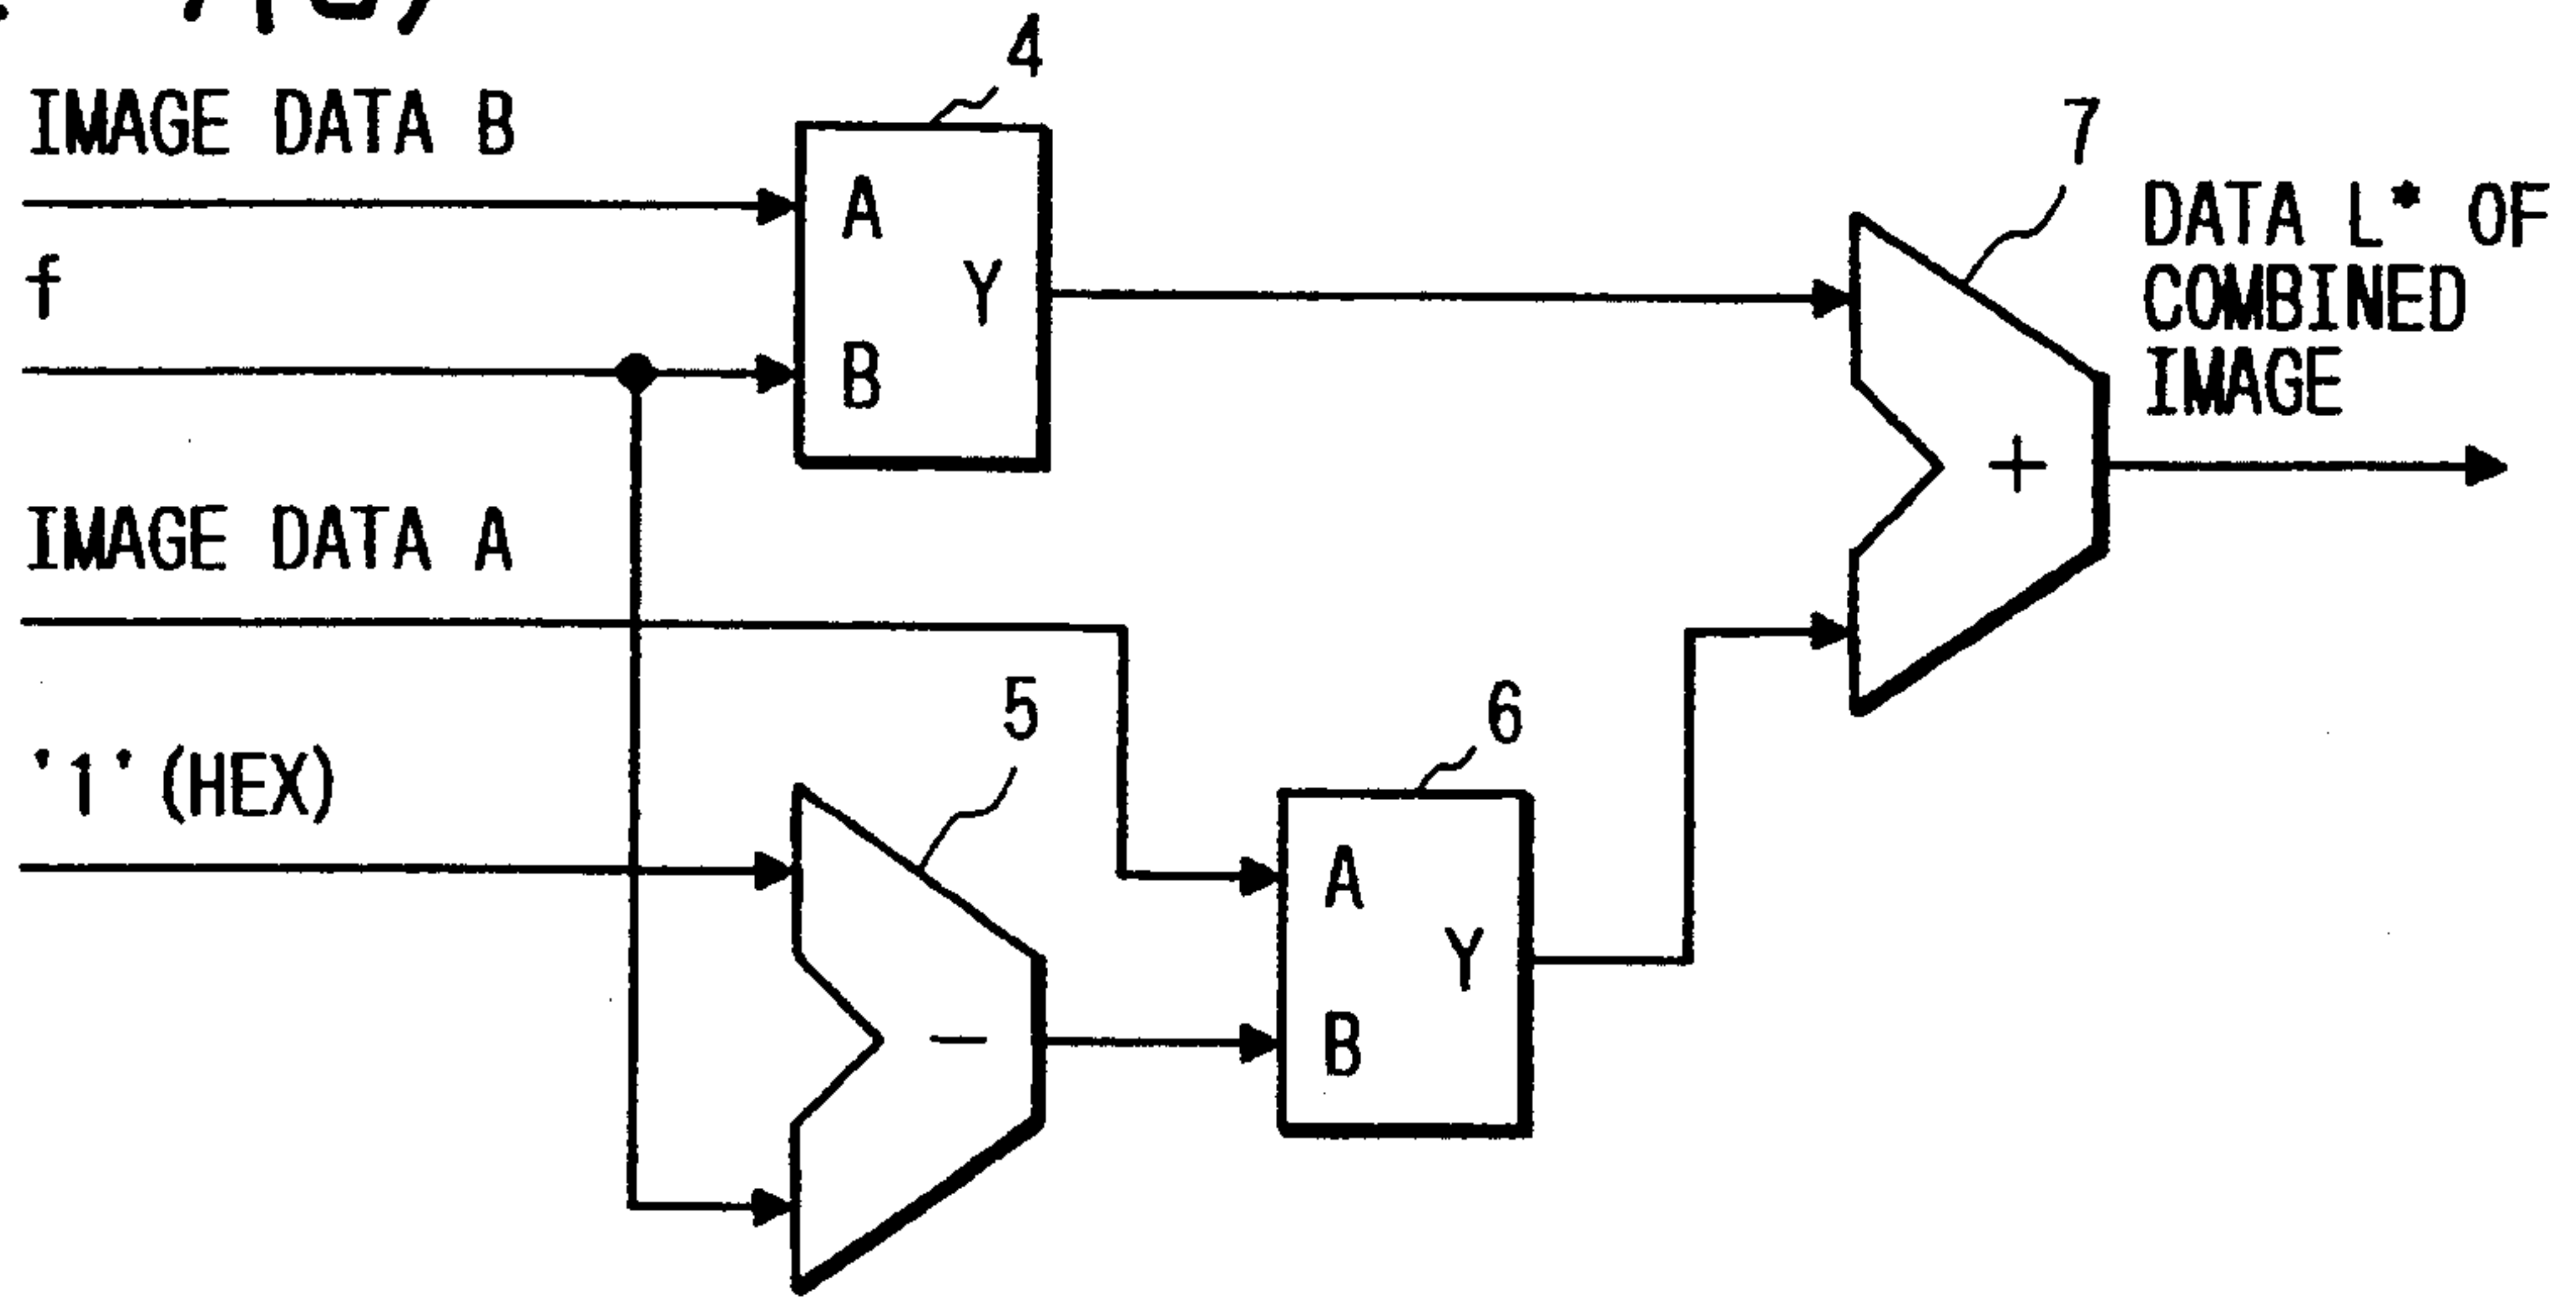 4
IMAGE DATA B
7
A
DATA L* OF
COMBINED
IMAGE
f
Y
B
+
IMAGE DATA A
5
6
'1' (HEX)
A
Y
−
B